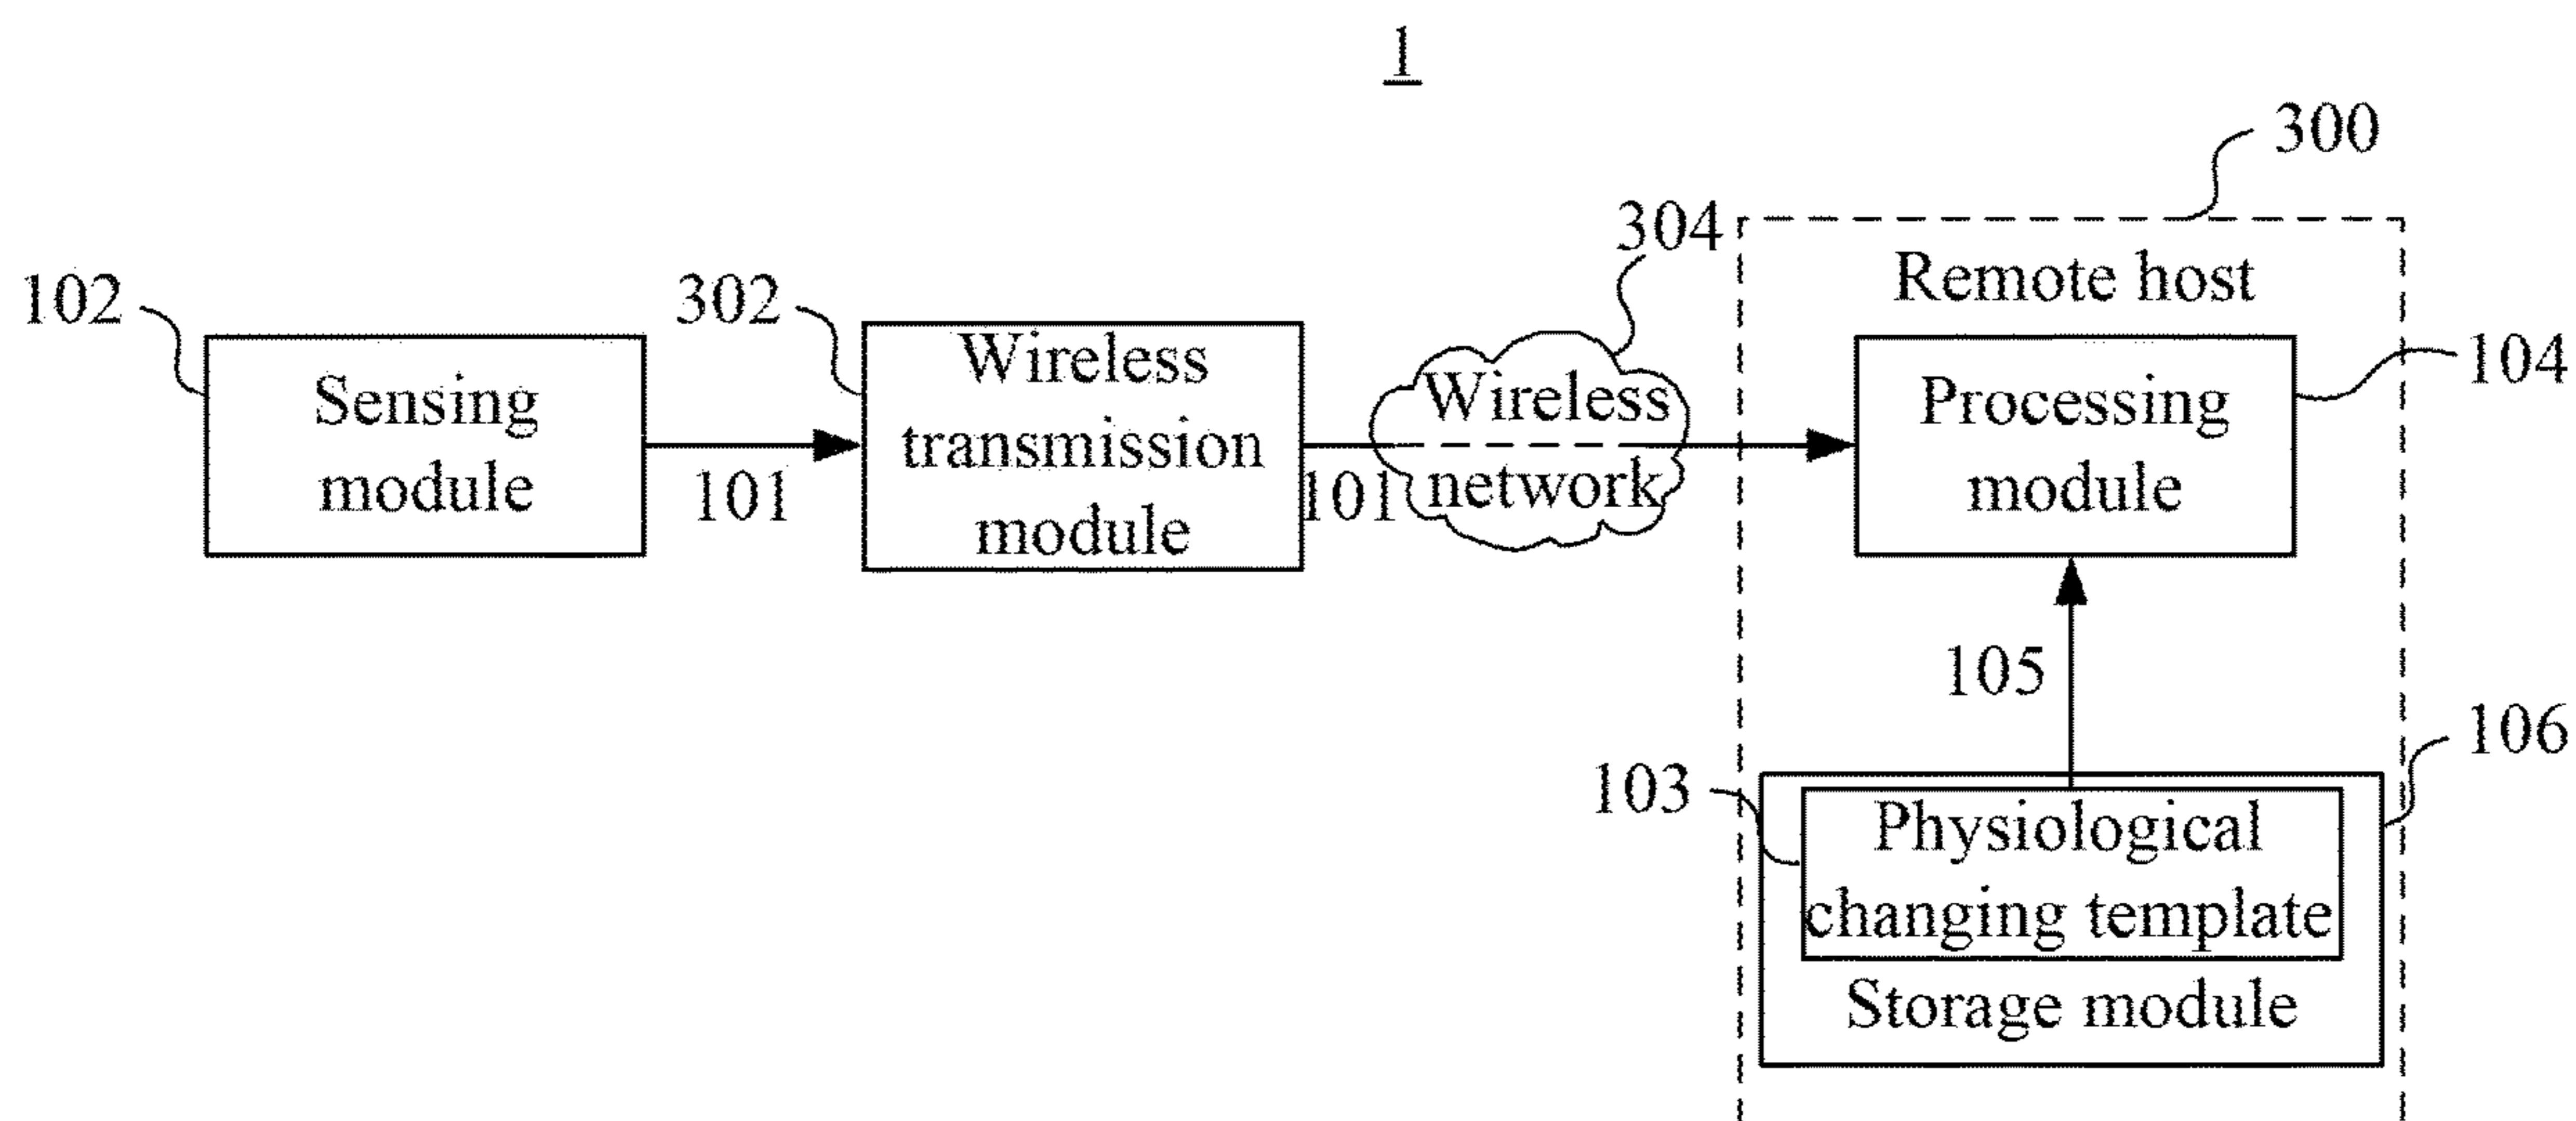 1
300
304
Remote host
102
302
104
Sensing
module
Wireless
transmission
module
Wireless
network
Processing
module
101
101
105
106
103
Physiological
changing template
Storage module